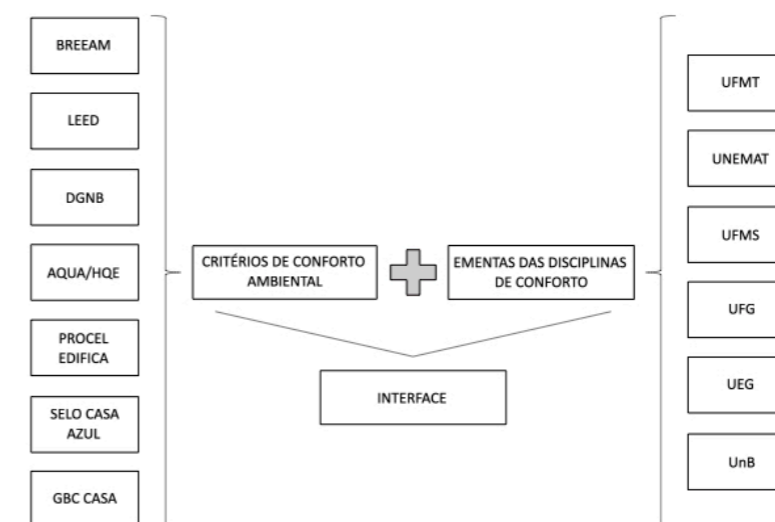 BREEAM
LEED
DGNB
AQUA/HQE
PROCEL
EDIFICA
SELO CASA
AZUL
GBC CASA
CRITÉRIOS DE CONFORTO
AMBIENTAL
EMENTAS DAS DISCIPLINAS
DE CONFORTO
INTERFACE
UFMT
UNEMAT
UFMS
UFG
UEG
UnB